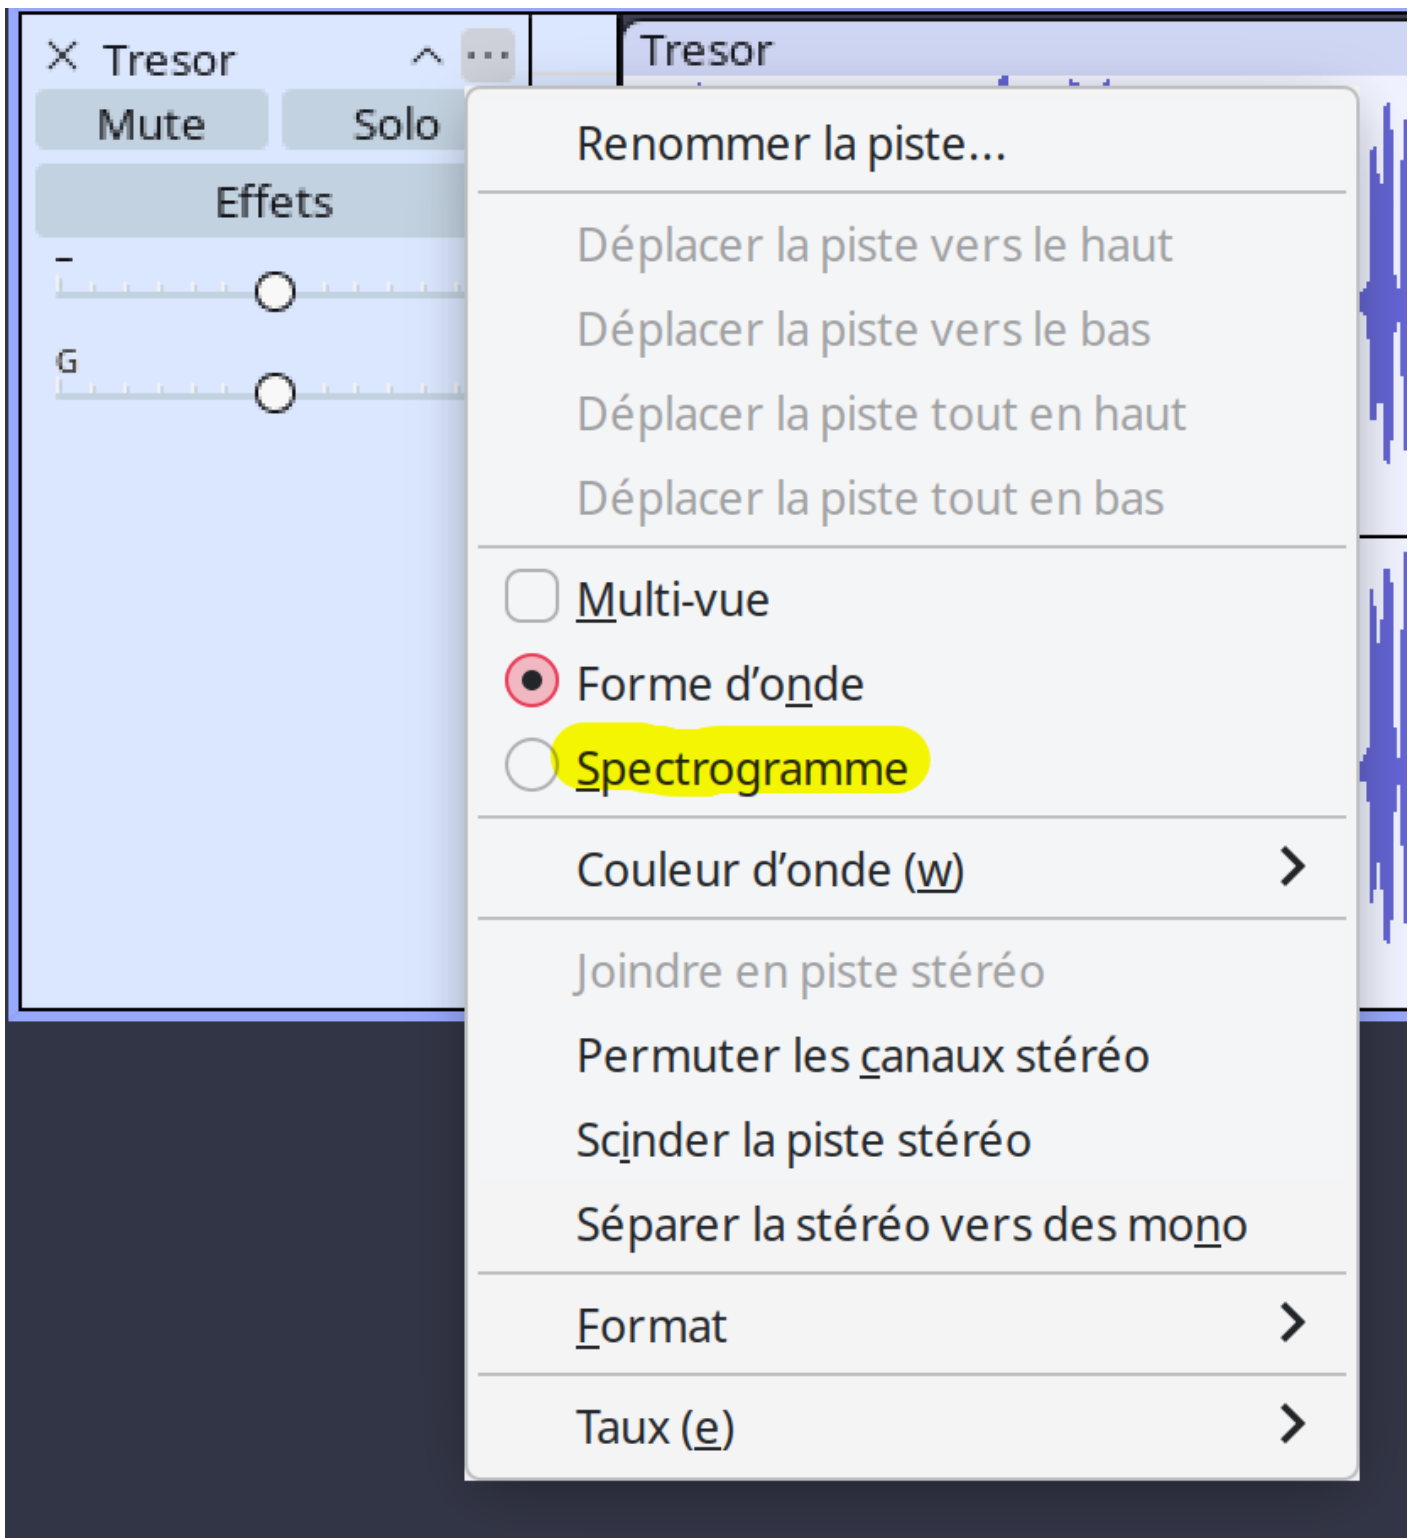 Tresor
Tresor
Mute
Solo
Effets
-
G
Renommer la piste...
Déplacer la piste vers le haut
Déplacer la piste vers le bas
Déplacer la piste tout en haut
Déplacer la piste tout en bas
Multi-vue
Forme d’onde
Spectrogramme
Couleur d’onde (w)
Joindre en piste stéréo
Permuter les canaux stéréo
Scinder la piste stéréo
Séparer la stéréo vers des mono
Format
Taux (e)